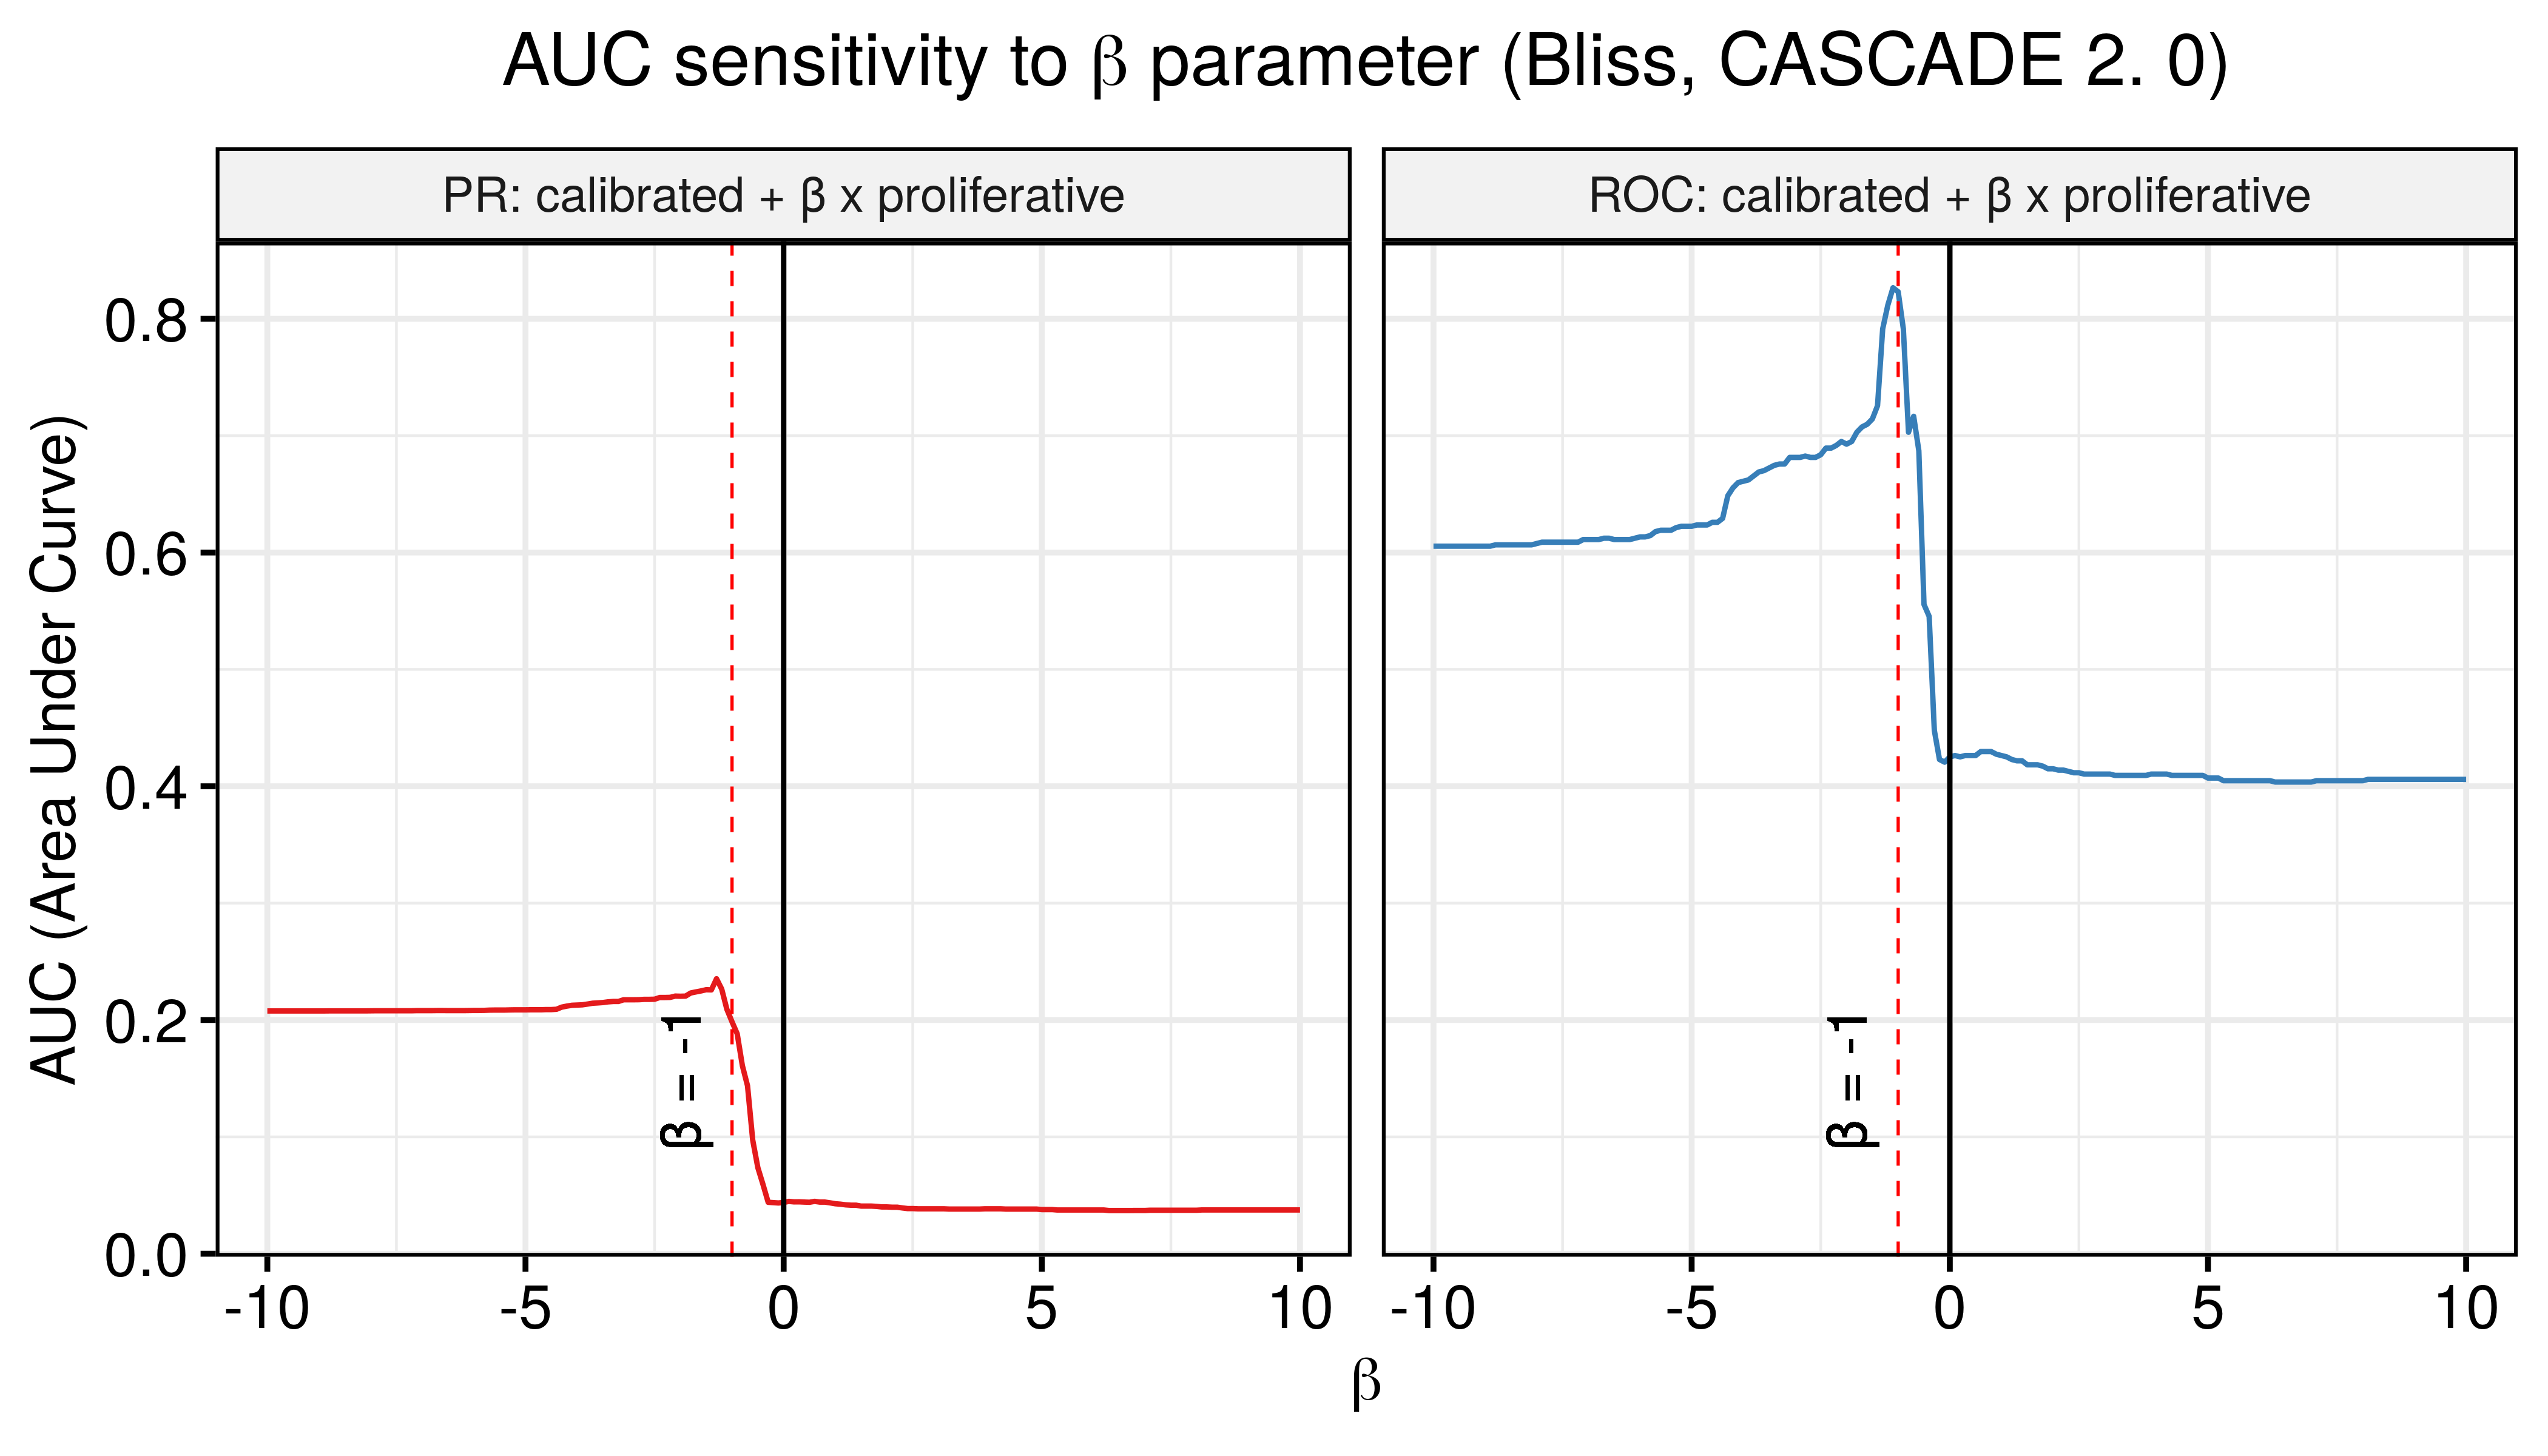 AUC sensitivity to β parameter (Bliss, CASCADE 2. 0)
PR: calibrated + β x proliferative
ROC: calibrated + β x proliferative
AUC (Area Under Curve)
0.8
0.6
0.4
0.2
0.0
β = -1
β = -1
-10 -5 0 5 10
-10 -5 0 5 10
β